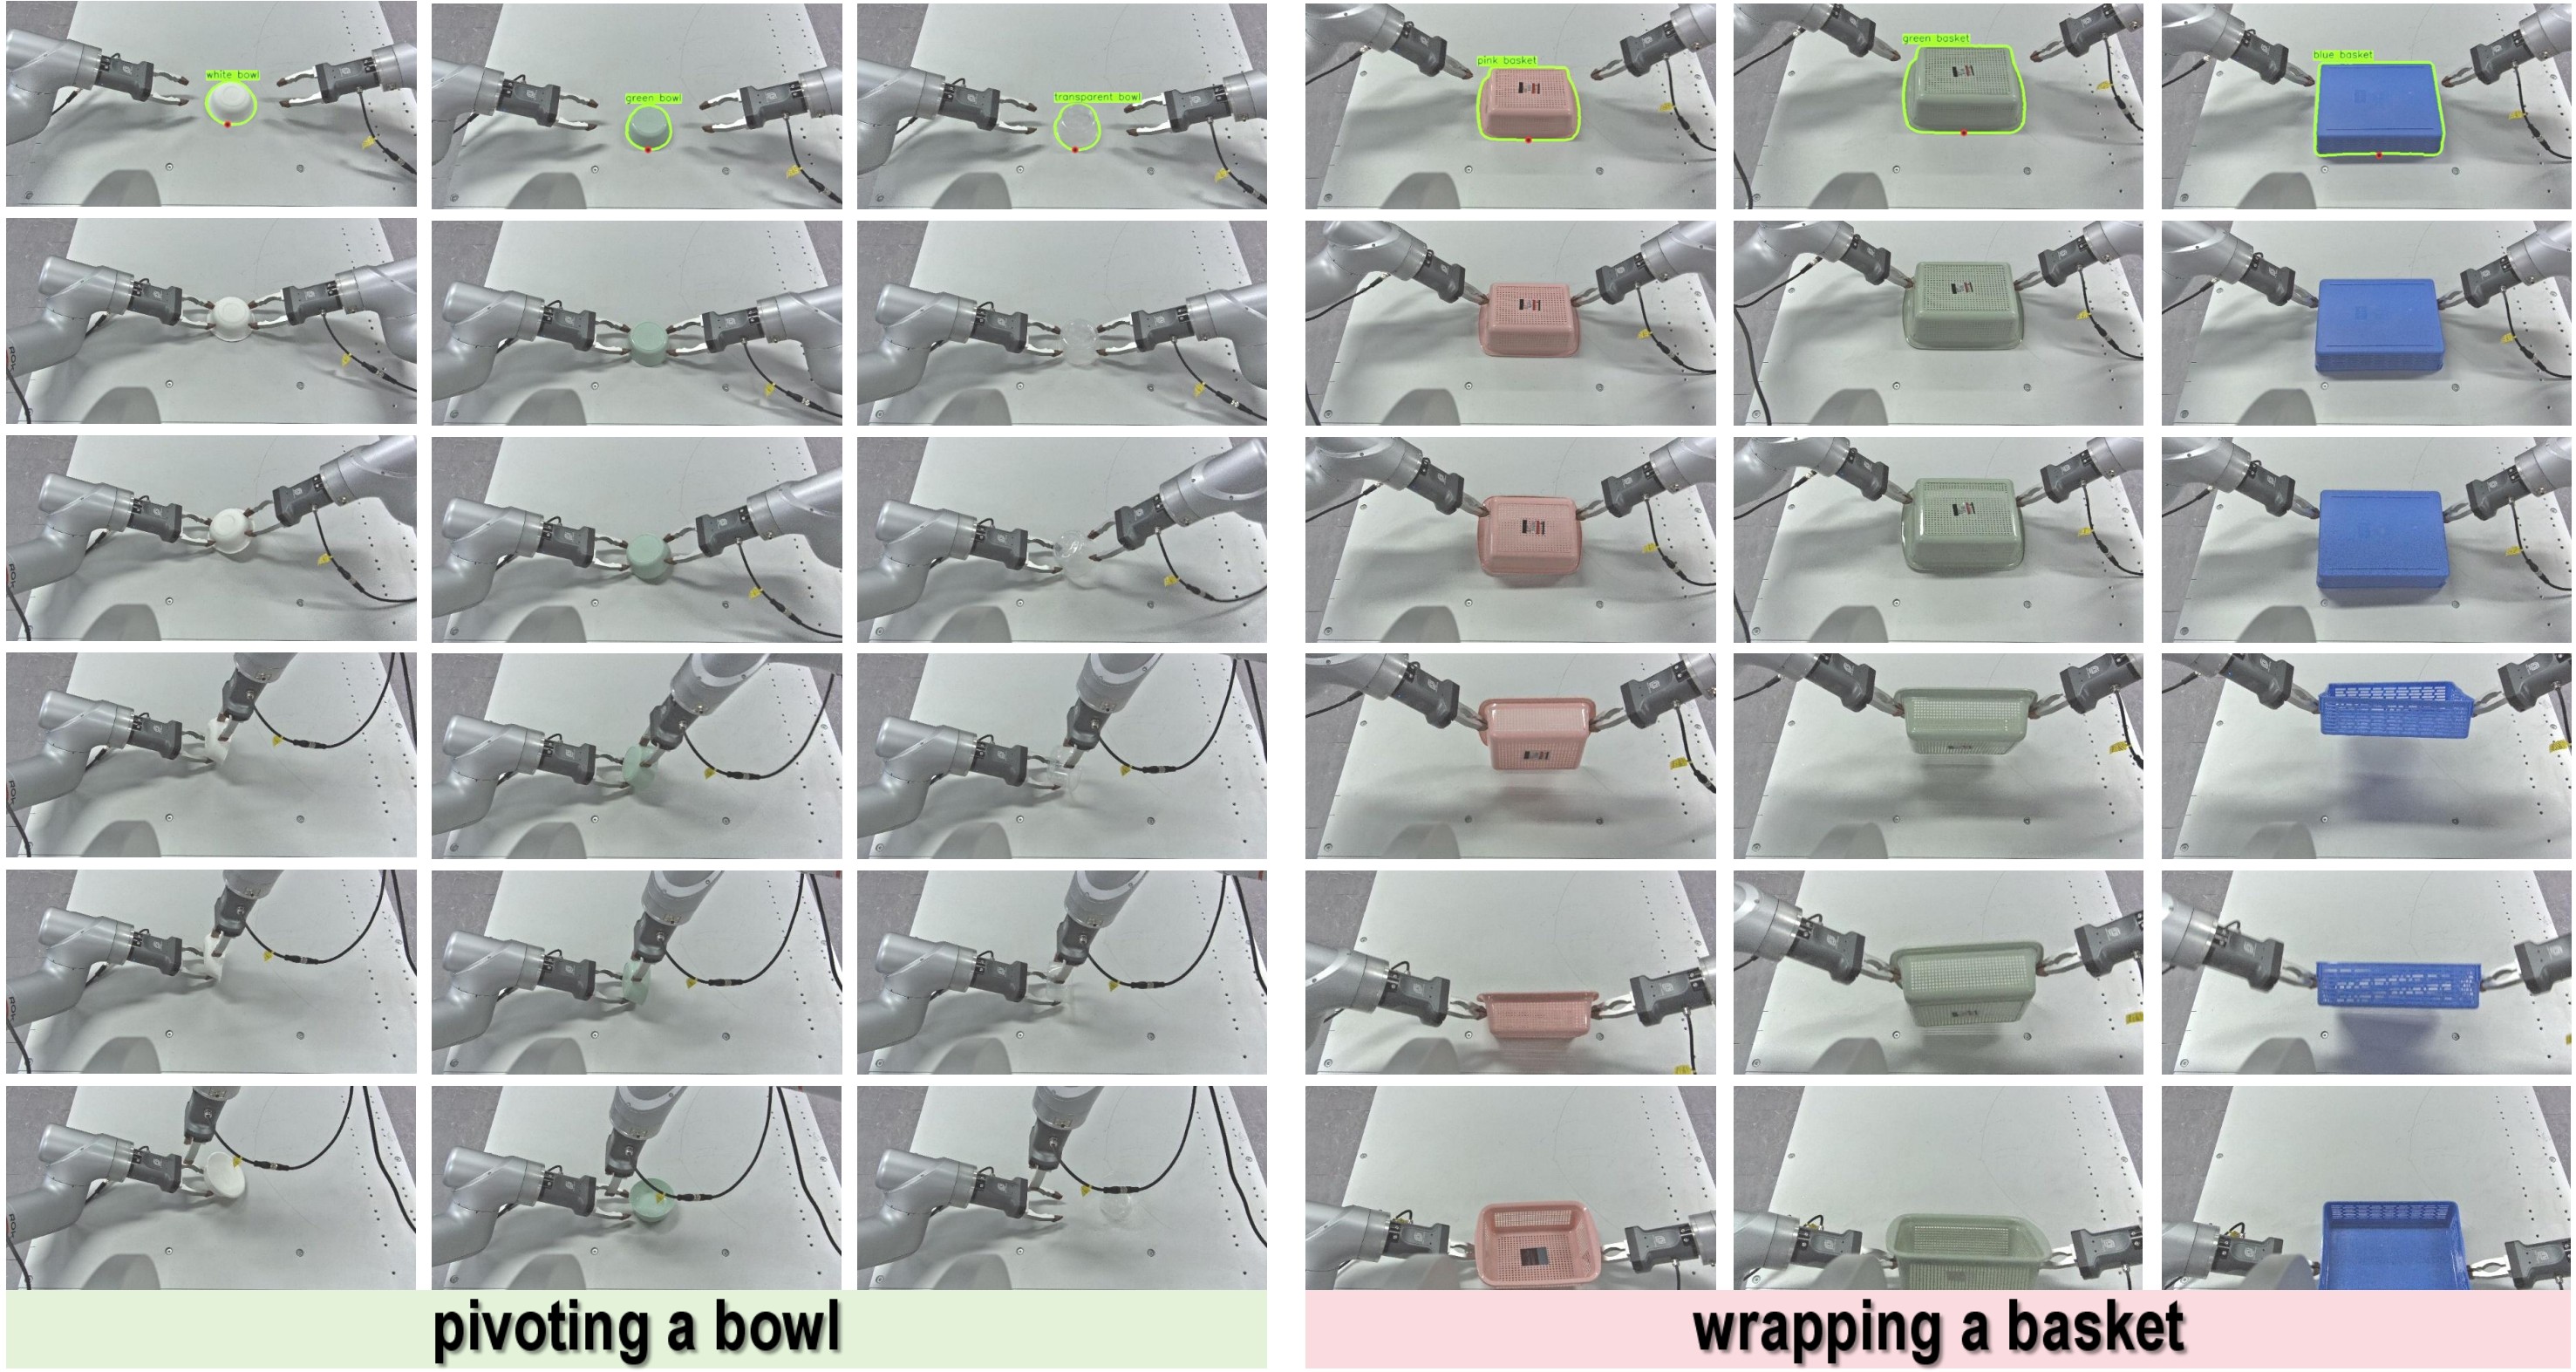 white bowl
green bowl
transparent bowl
pink basket
green basket
blue basket
pivoting a bowl
wrapping a basket